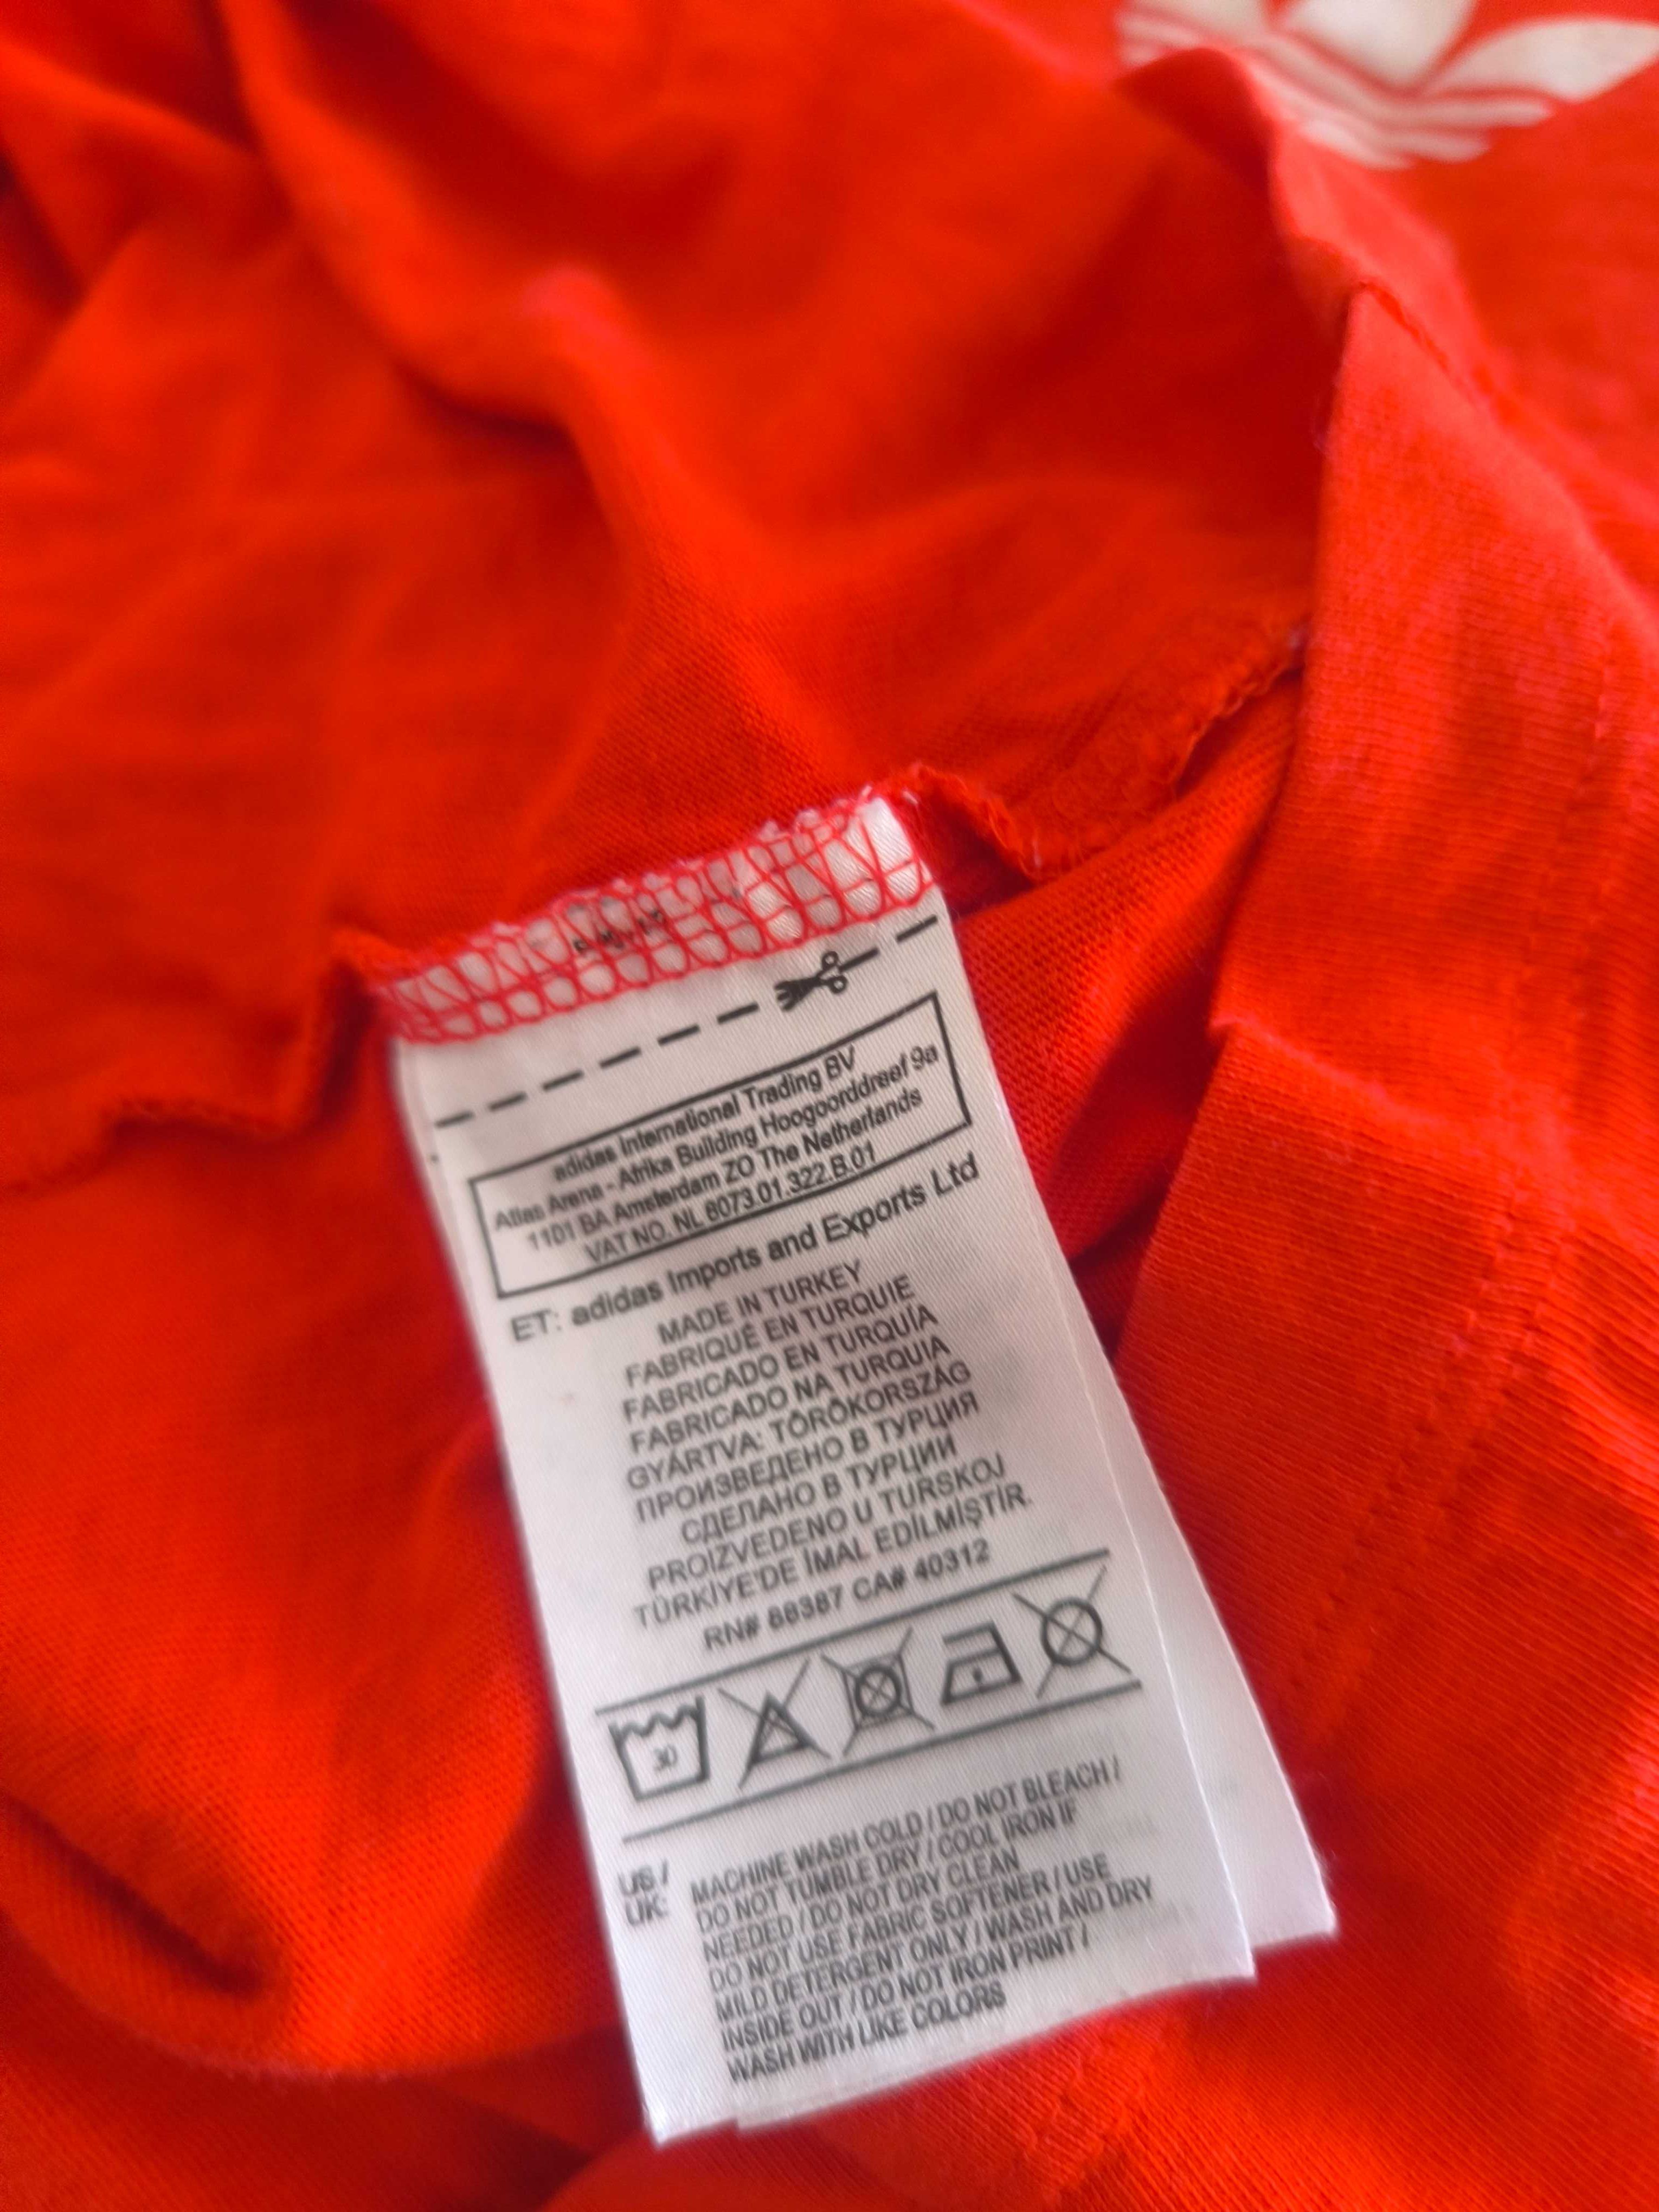 adidas International Trading BV
Atlas Arena - Afrika Building Hoogoorddreef 9a
1101 BA Amsterdam ZO The Netherlands
VAT NO. NL 8073.01.322.B.01
ET: adidas Imports and Exports Ltd
MADE IN TURKEY
FABRIQUÉ EN TURQUIE
FABRICADO EN TURQUÍA
FABRICADO NA TURQUIA
GYÁRTVA: TÖRÖKORSZÁG
ПРОИЗВЕДЕНО В ТУРЦИЯ
СДЕЛАНО В ТУРЦИИ
PROİZVEDENO U TURSKOJ
TÜRKİYE'DE İMAL EDİLMİŞTİR.
RN# 88387 CA# 40312
30
US / UK: MACHINE WASH COLD / DO NOT BLEACH /
DO NOT TUMBLE DRY / COOL IRON IF
NEEDED / DO NOT DRY CLEAN
DO NOT USE FABRIC SOFTENER / USE
MILD DETERGENT ONLY / WASH AND DRY
INSIDE OUT / DO NOT IRON PRINT /
WASH WITH LIKE COLORS